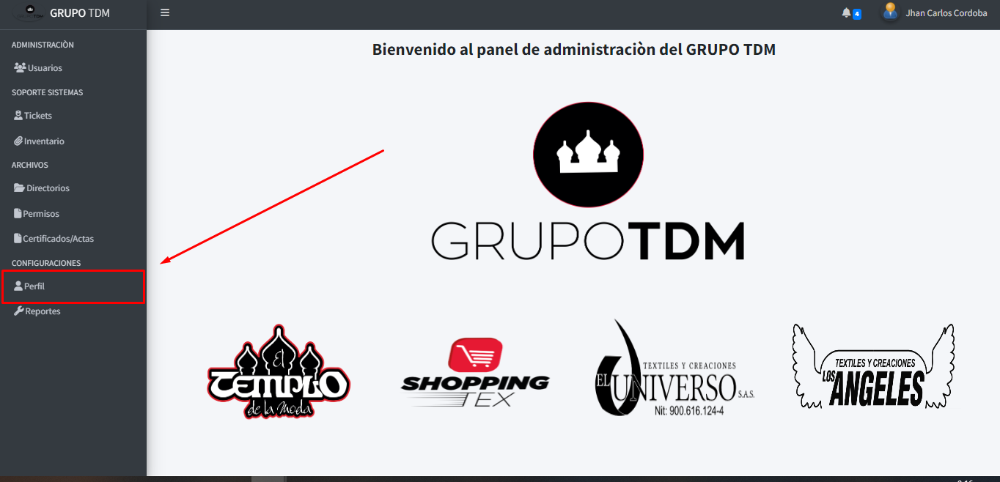 GRUPO TDM
4
Jhan Carlos Cordoba
ADMINISTRACIÒN
Usuarios
SOPORTE SISTEMAS
Tickets
Inventario
ARCHIVOS
Directorios
Permisos
Certificados/Actas
CONFIGURACIONES
Perfil
Reportes
Bienvenido al panel de administraciòn del GRUPO TDM
GRUPOTDM
El
TEMPLO
de la Moda
SHOPPING
TEX
TEXTILES Y CREACIONES
EL UNIVERSO S.A.S.
Nit: 900.616.124-4
TEXTILES Y CREACIONES
LOS ANGELES